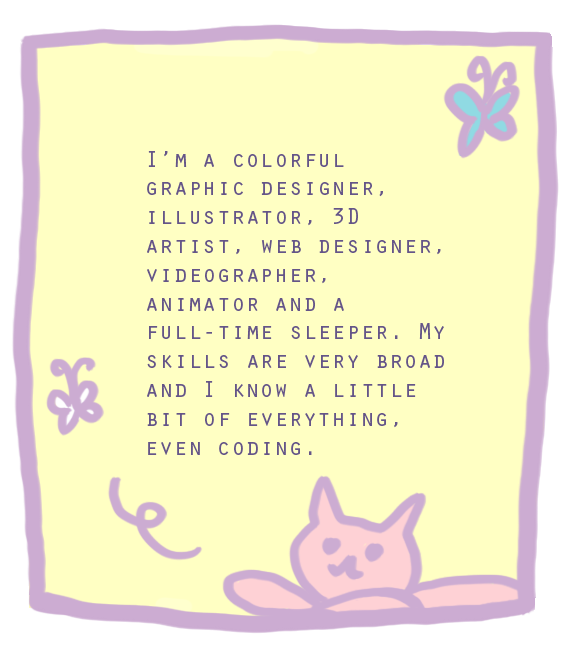 I'm a colorful
graphic designer,
illustrator, 3D
artist, web designer,
videographer,
animator and a
full-time sleeper. My
skills are very broad
and I know a little
bit of everything,
even coding.